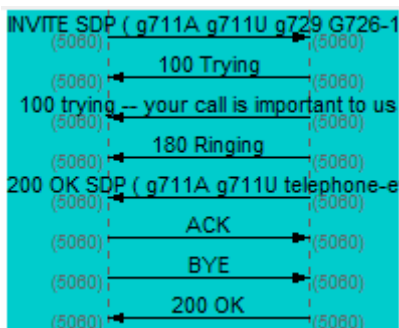 INVITE SDP ( g711A g711U g729 G726-1
(5060) (5060)
100 Trying
(5060) (5060)
100 trying -- your call is important to us
(5060) (5060)
180 Ringing
(5060) (5060)
200 OK SDP ( g711A g711U telephone-e
(5060) (5060)
ACK
(5060) (5060)
BYE
(5060) (5060)
200 OK
(5060) (5060)